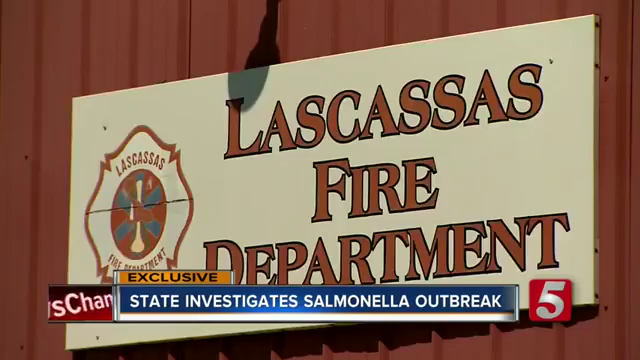 LASCASSAS
FIRE
DEPARTMENT
LASCASSAS
FIRE DEPARTMENT
EXCLUSIVE
STATE INVESTIGATES SALMONELLA OUTBREAK
5